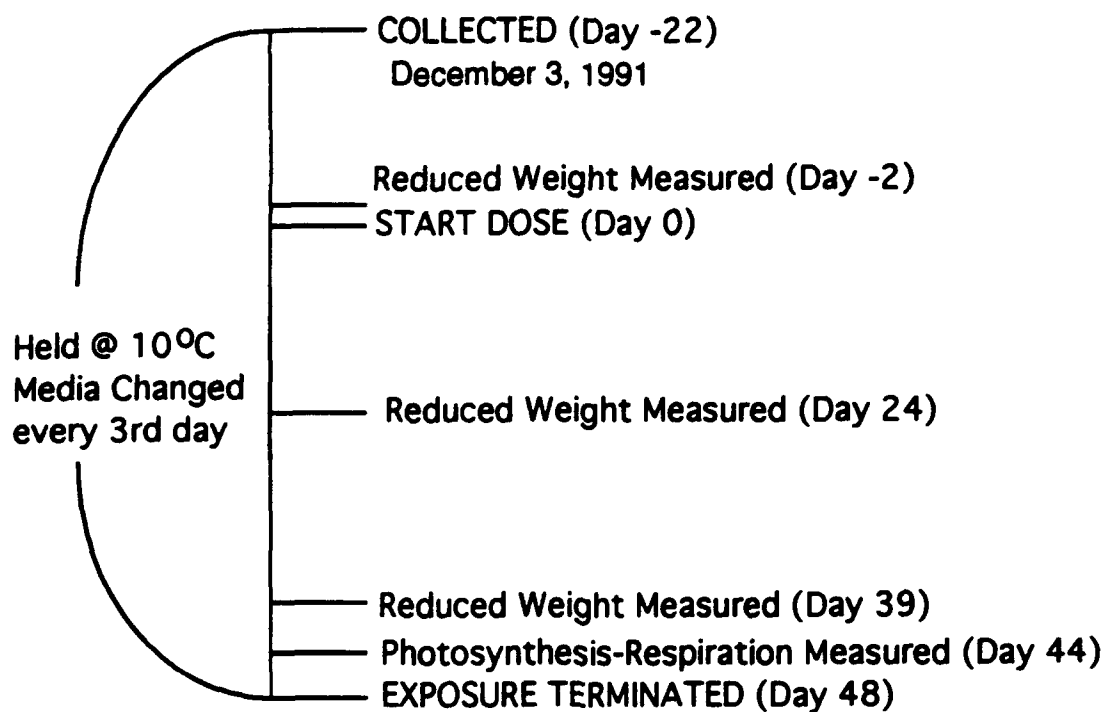 COLLECTED (Day -22)
December 3, 1991
Reduced Weight Measured (Day -2)
START DOSE (Day 0)
Held @ 10°C
Media Changed
every 3rd day
Reduced Weight Measured (Day 24)
Reduced Weight Measured (Day 39)
Photosynthesis-Respiration Measured (Day 44)
EXPOSURE TERMINATED (Day 48)